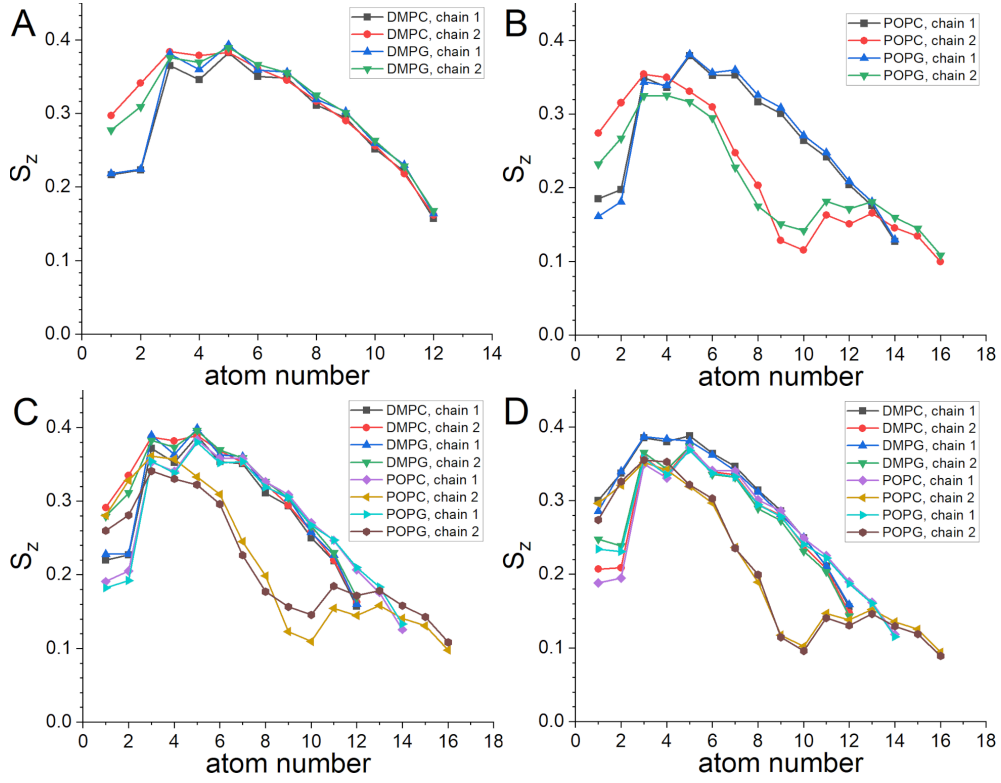 A
DMPC, chain 1
DMPC, chain 2
DMPG, chain 1
DMPG, chain 2
0.4
0.3
0.2
0.1
0.0
Sz
0 2 4 6 8 10 12 14
atom number
B
POPC, chain 1
POPC, chain 2
POPG, chain 1
POPG, chain 2
0.4
0.3
0.2
0.1
0.0
Sz
0 2 4 6 8 10 12 14 16 18
atom number
C
DMPC, chain 1
DMPC, chain 2
DMPG, chain 1
DMPG, chain 2
POPC, chain 1
POPC, chain 2
POPG, chain 1
POPG, chain 2
0.4
0.3
0.2
0.1
0.0
Sz
0 2 4 6 8 10 12 14 16 18
atom number
D
DMPC, chain 1
DMPC, chain 2
DMPG, chain 1
DMPG, chain 2
POPC, chain 1
POPC, chain 2
POPG, chain 1
POPG, chain 2
0.4
0.3
0.2
0.1
0.0
Sz
0 2 4 6 8 10 12 14 16 18
atom number